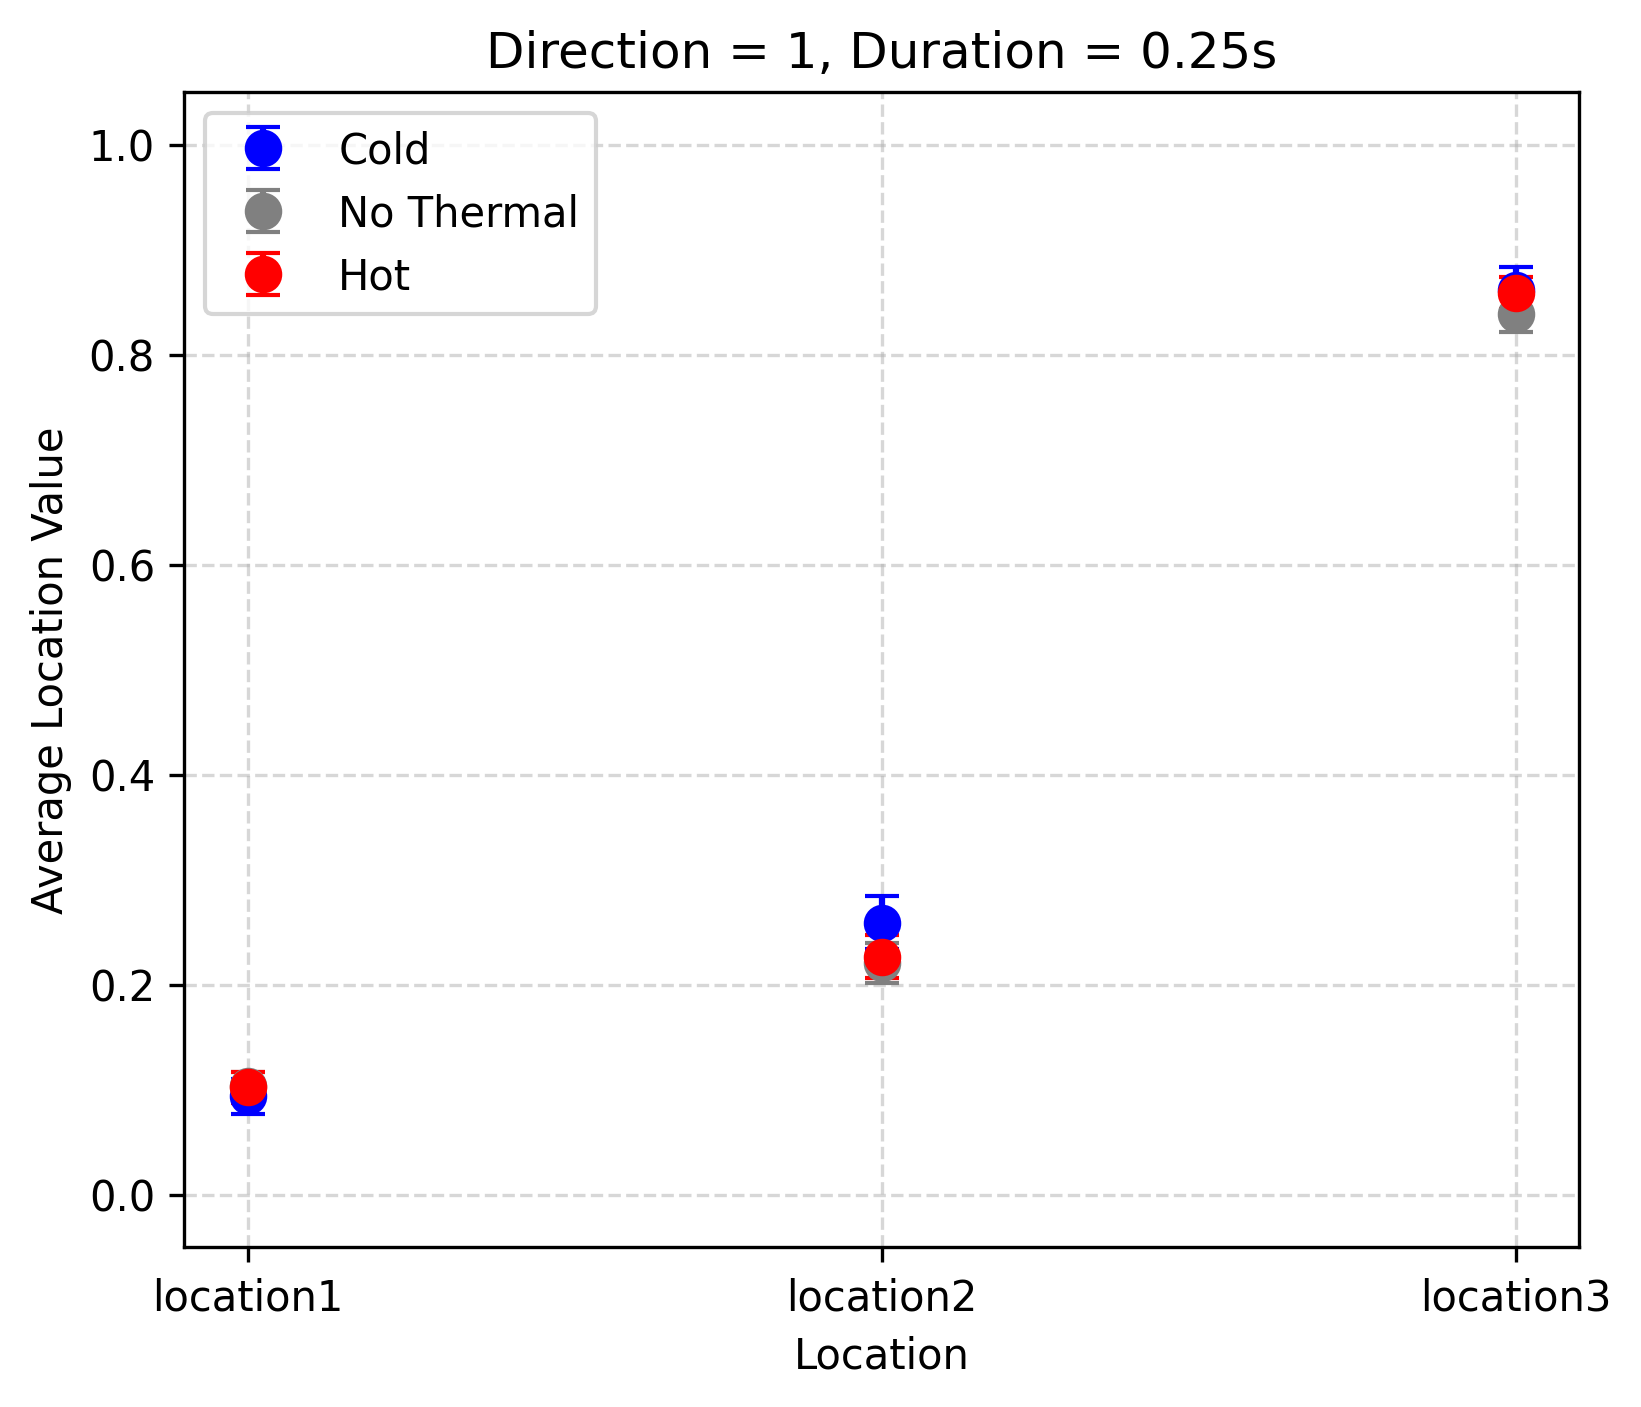 Direction = 1, Duration = 0.25s
Cold
No Thermal
Hot
1.0
0.8
0.6
0.4
0.2
0.0
Average Location Value
location1
location2
location3
Location